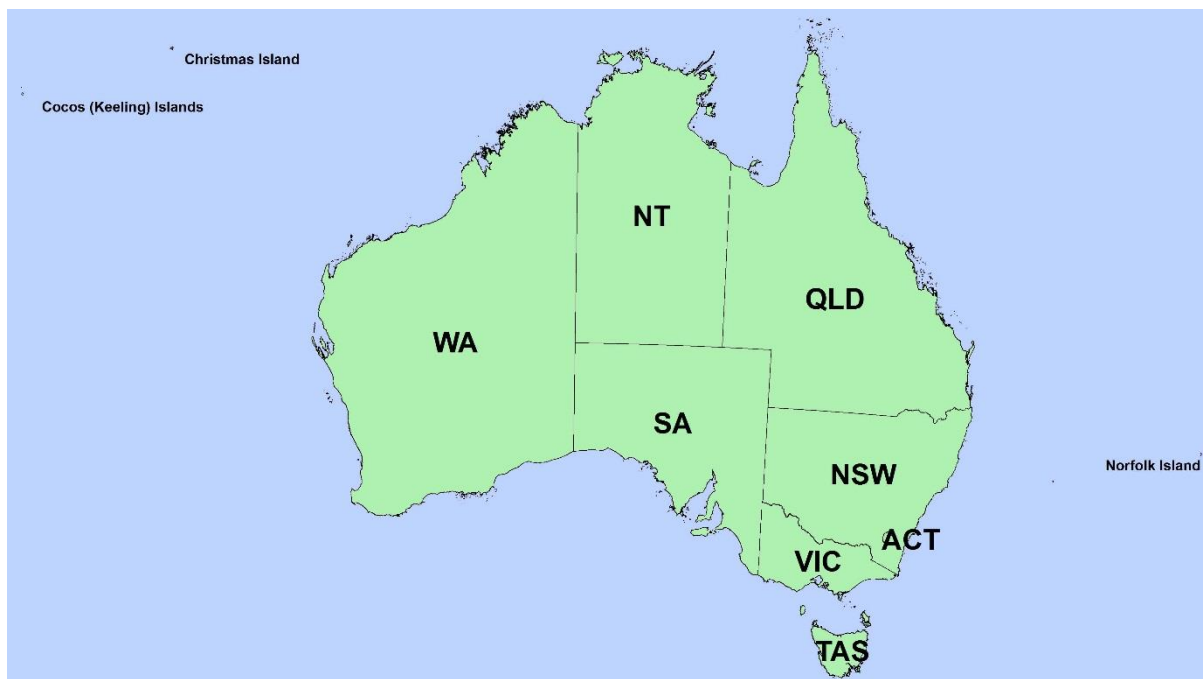 Christmas Island
Cocos (Keeling) Islands
NT
QLD
WA
SA
Norfolk Island
NSW
ACT
VIC
TAS